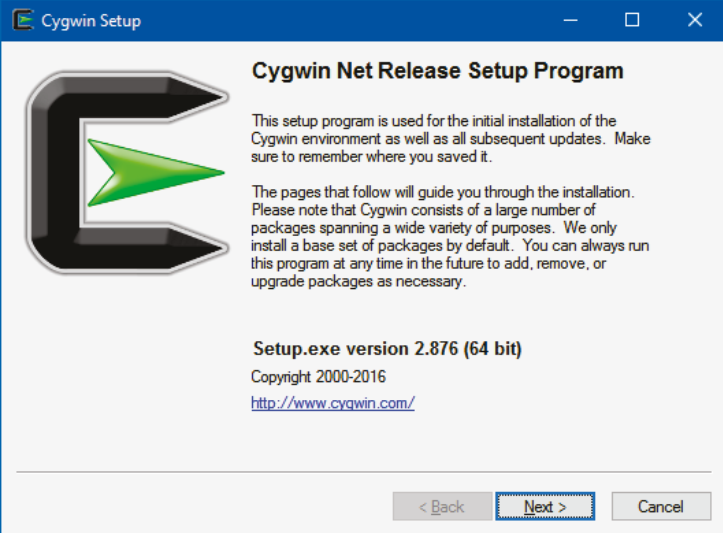 Cygwin Setup
Cygwin Net Release Setup Program
This setup program is used for the initial installation of the
Cygwin environment as well as all subsequent updates.  Make
sure to remember where you saved it.
The pages that follow will guide you through the installation.
Please note that Cygwin consists of a large number of
packages spanning a wide variety of purposes.  We only
install a base set of packages by default.  You can always run
this program at any time in the future to add, remove, or
upgrade packages as necessary.
Setup.exe version 2.876 (64 bit)
Copyright 2000-2016
http://www.cygwin.com/
< Back
Next >
Cancel